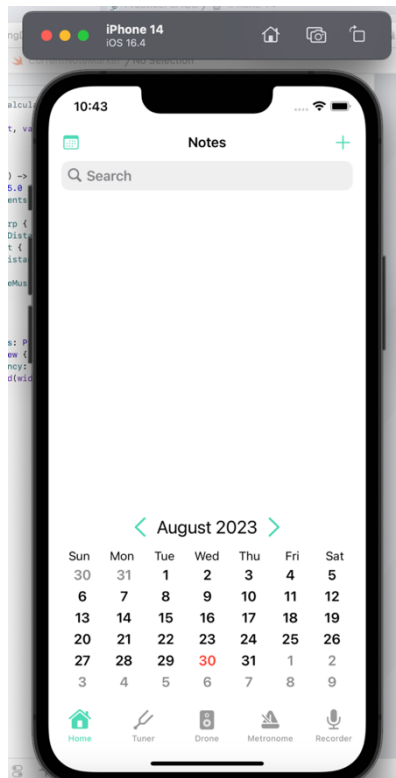 iPhone 14
iOS 16.4
CurrentNoteMarker
No Selection
10:43
Notes
Search
August 2023
Sun Mon Tue Wed Thu Fri Sat
30 31 1 2 3 4 5
6 7 8 9 10 11 12
13 14 15 16 17 18 19
20 21 22 23 24 25 26
27 28 29 30 31 1 2
3 4 5 6 7 8 9
Home Tuner Drone Metronome Recorder